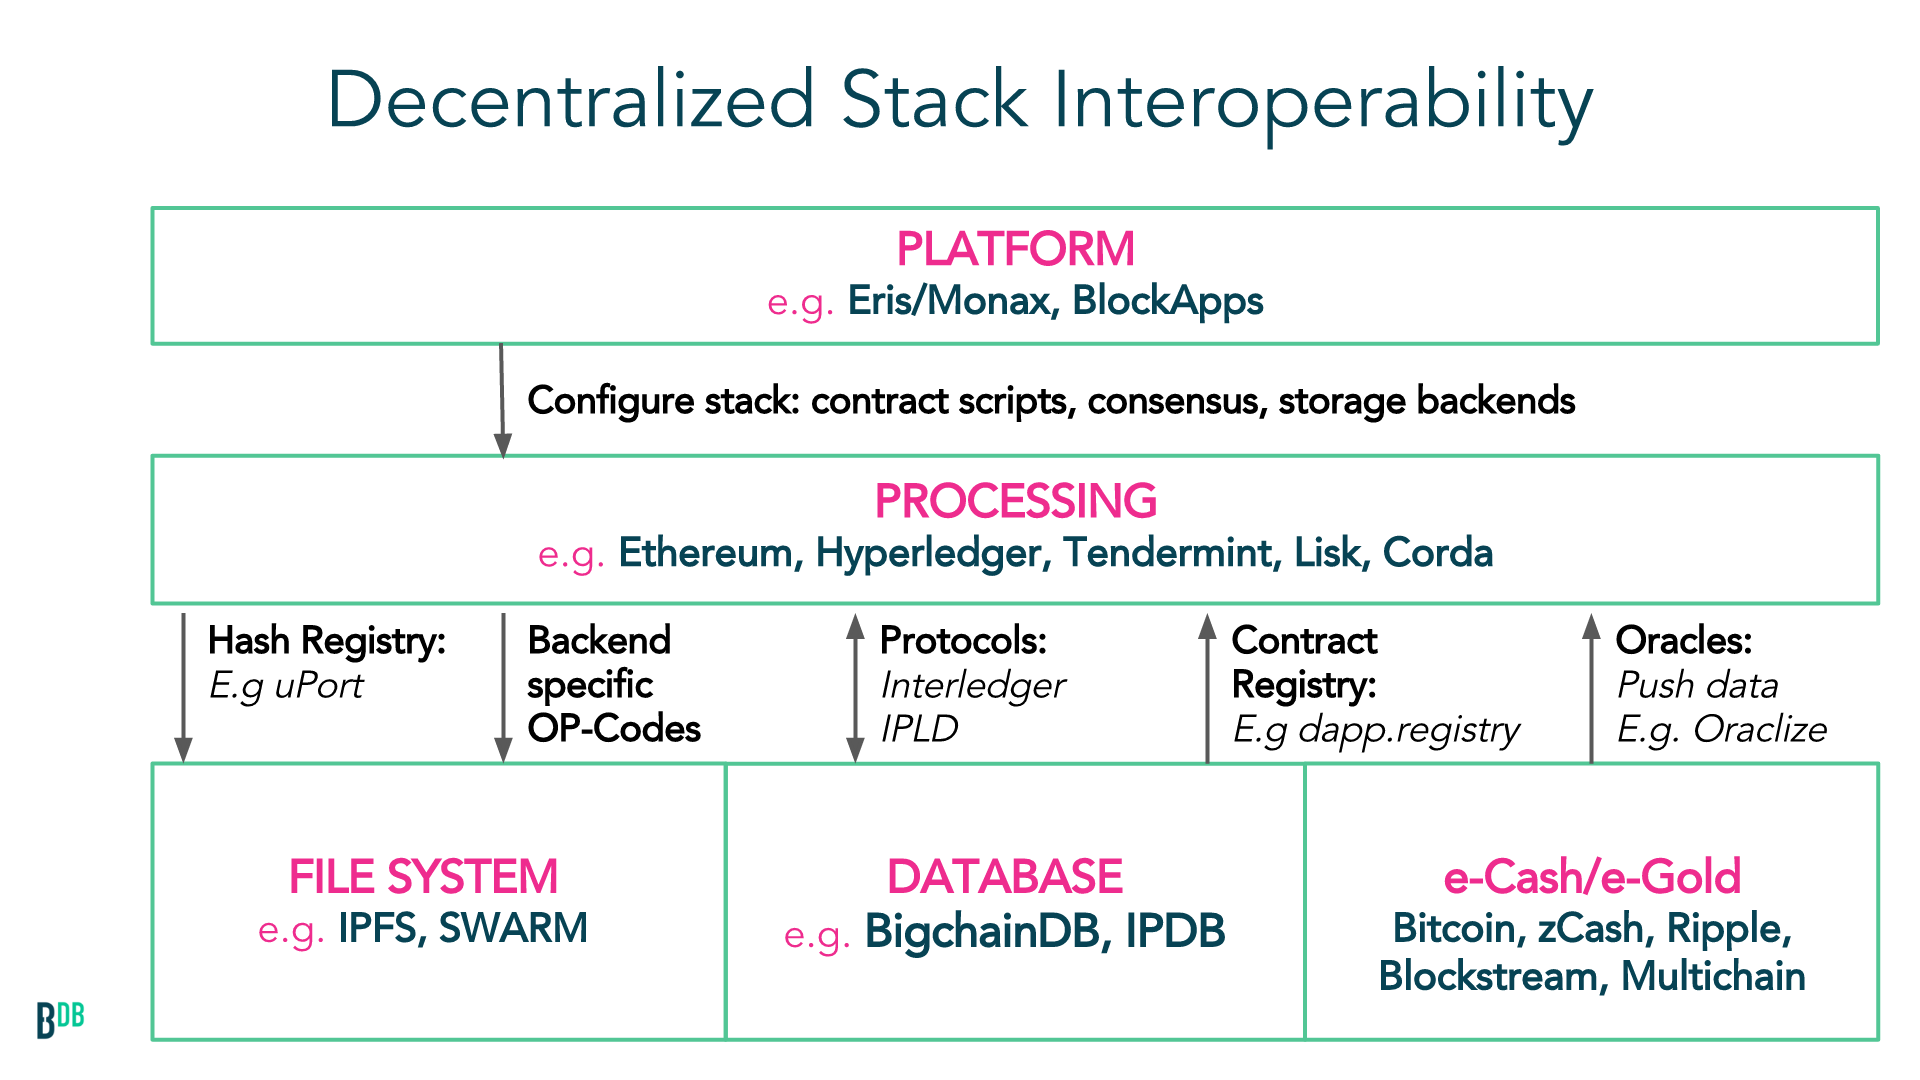 Decentralized Stack Interoperability
PLATFORM
e.g. Eris/Monax, BlockApps
Configure stack: contract scripts, consensus, storage backends
PROCESSING
e.g. Ethereum, Hyperledger, Tendermint, Lisk, Corda
Hash Registry:
E.g uPort
Backend
specific
OP-Codes
Protocols:
Interledger
IPLD
Contract
Registry:
E.g dapp.registry
Oracles:
Push data
E.g. Oraclize
FILE SYSTEM
e.g. IPFS, SWARM
DATABASE
e.g. BigchainDB, IPDB
e-Cash/e-Gold
Bitcoin, zCash, Ripple,
Blockstream, Multichain
BDB